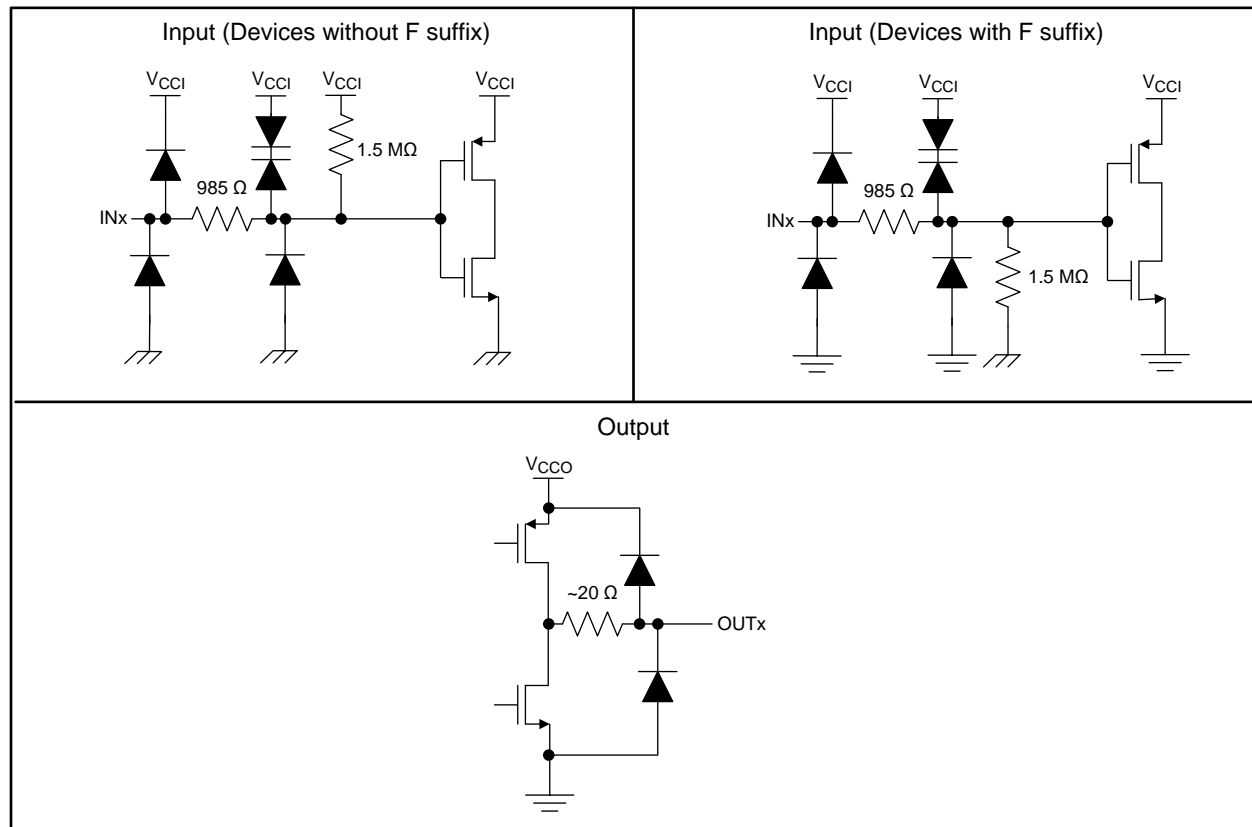 Input (Devices without F suffix)
Input (Devices with F suffix)
VCCI VCCI VCCI VCCI
VCCI VCCI VCCI
1.5 MΩ
985 Ω
INx
985 Ω
INx
1.5 MΩ
Output
VCCO
~20 Ω
OUTx